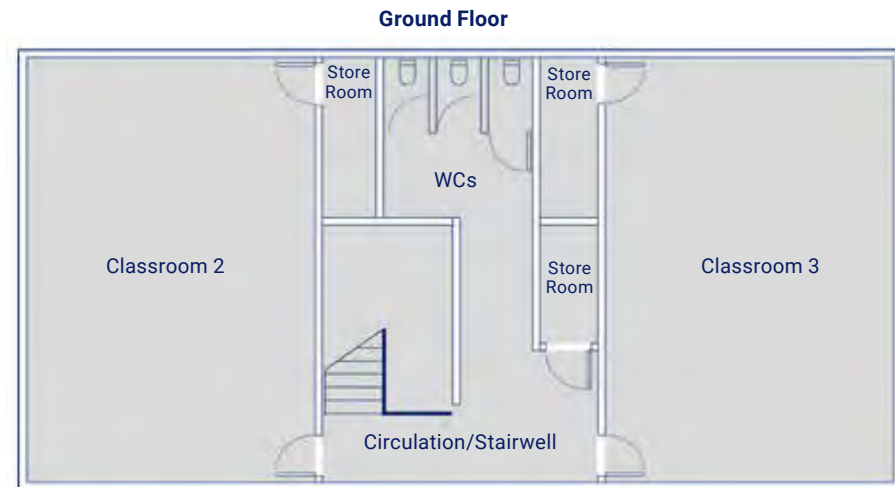 Ground Floor
Store
Room
Store
Room
WCs
Classroom 2
Store
Room
Classroom 3
Circulation/Stairwell